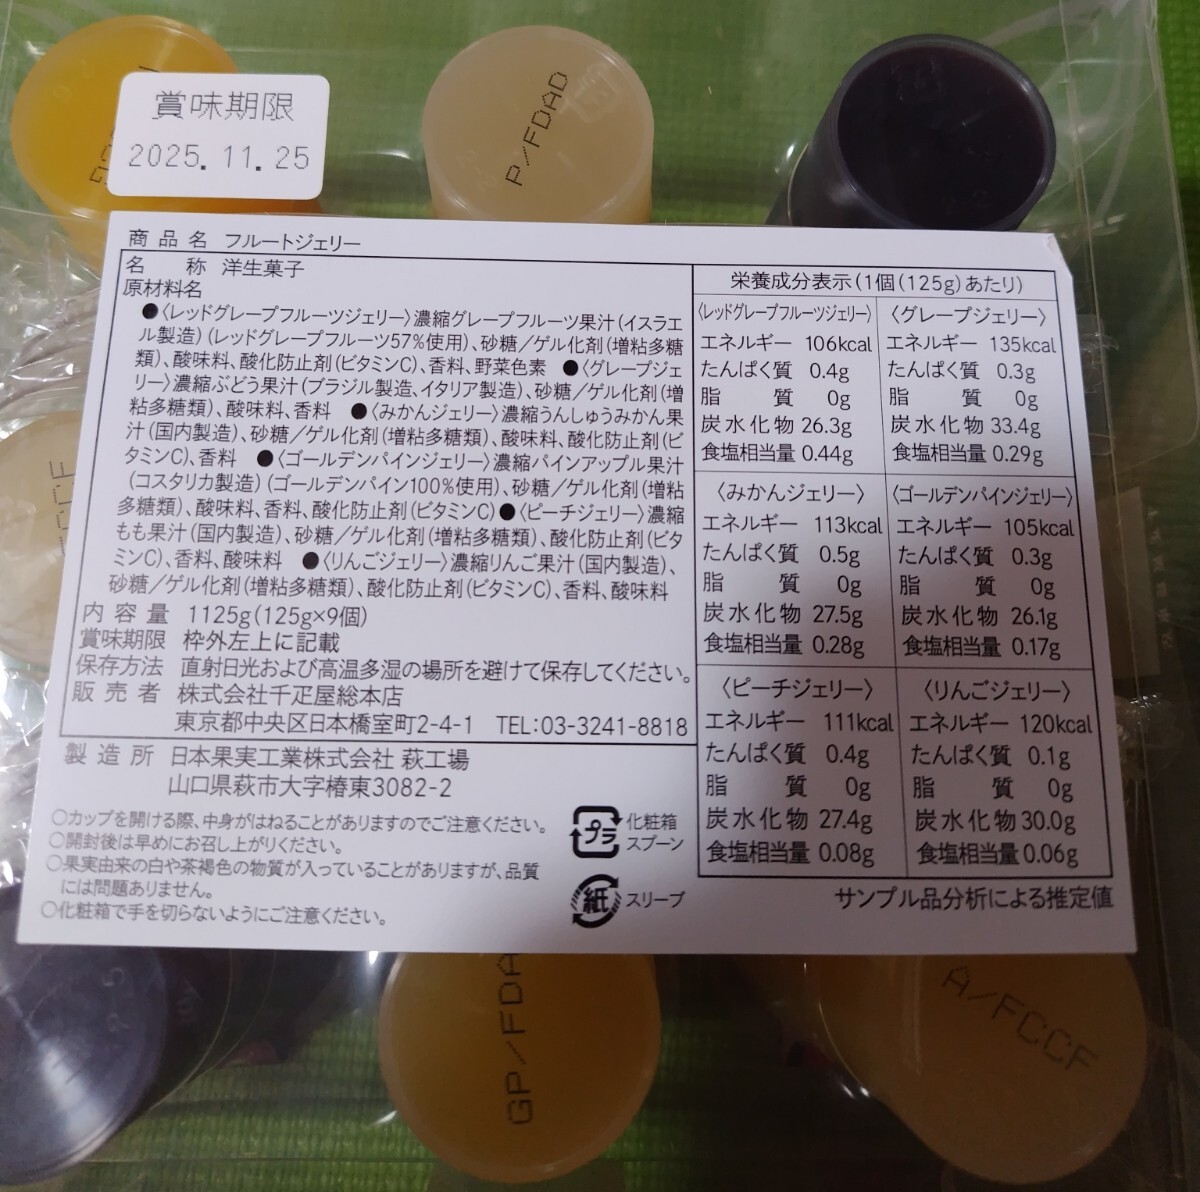 賞味期限
2025.11.25
P/FDAD
商品名 フルートジェリー
名 称 洋生菓子
原材料名
●〈レッドグレープフルーツジェリー〉濃縮グレープフルーツ果汁(イスラエ
ル製造)(レッドグレープフルーツ57%使用)、砂糖/ゲル化剤(増粘多糖
類)、酸味料、酸化防止剤(ビタミンC)、香料、野菜色素 ●〈グレープジェ
リー〉濃縮ぶどう果汁(ブラジル製造、イタリア製造)、砂糖/ゲル化剤(増
粘多糖類)、酸味料、香料 ●〈みかんジェリー〉濃縮うんしゅうみかん果
汁(国内製造)、砂糖/ゲル化剤(増粘多糖類)、酸味料、酸化防止剤(ビ
タミンC)、香料 ●〈ゴールデンパインジェリー〉濃縮パインアップル果汁
(コスタリカ製造)(ゴールデンパイン100%使用)、砂糖/ゲル化剤(増粘
多糖類)、酸味料、香料、酸化防止剤(ビタミンC)●〈ピーチジェリー〉濃縮
もも果汁(国内製造)、砂糖/ゲル化剤(増粘多糖類)、酸化防止剤(ビタ
ミンC)、香料、酸味料 ●〈りんごジェリー〉濃縮りんご果汁(国内製造)、
砂糖/ゲル化剤(増粘多糖類)、酸化防止剤(ビタミンC)、香料、酸味料
内容量 1125g(125g×9個)
賞味期限 枠外左上に記載
保存方法 直射日光および高温多湿の場所を避けて保存してください。
販売者 株式会社千疋屋総本店
東京都中央区日本橋室町2-4-1 TEL:03-3241-8818
製造所 日本果実工業株式会社 萩工場
山口県萩市大字椿東3082-2
○カップを開ける際、中身がはねることがありますのでご注意ください。
○開封後は早めにお召し上がりください。
○果実由来の白や茶褐色の物質が入っていることがありますが、品質
には問題ありません。
○化粧箱で手を切らないようにご注意ください。
プラ 化粧箱
スプーン
紙 スリーブ
栄養成分表示(1個(125g)あたり)
〈レッドグレープフルーツジェリー〉
エネルギー 106kcal
たんぱく質 0.4g
脂 質 0g
炭水化物 26.3g
食塩相当量 0.44g
〈グレープジェリー〉
エネルギー 135kcal
たんぱく質 0.3g
脂 質 0g
炭水化物 33.4g
食塩相当量 0.29g
〈みかんジェリー〉
エネルギー 113kcal
たんぱく質 0.5g
脂 質 0g
炭水化物 27.5g
食塩相当量 0.28g
〈ゴールデンパインジェリー〉
エネルギー 105kcal
たんぱく質 0.3g
脂 質 0g
炭水化物 26.1g
食塩相当量 0.17g
〈ピーチジェリー〉
エネルギー 111kcal
たんぱく質 0.4g
脂 質 0g
炭水化物 27.4g
食塩相当量 0.08g
〈りんごジェリー〉
エネルギー 120kcal
たんぱく質 0.1g
脂 質 0g
炭水化物 30.0g
食塩相当量 0.06g
サンプル品分析による推定値
GP/FDA
A/FCCF